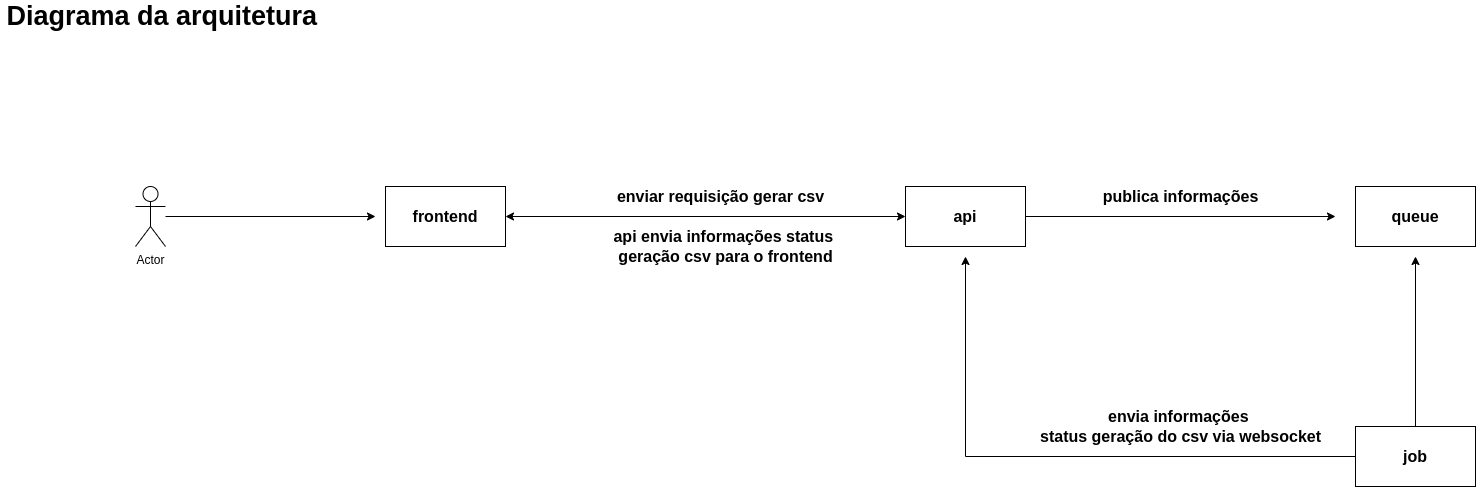 Diagrama da arquitetura
enviar requisição gerar csv
publica informações
frontend
api
queue
api envia informações status
geração csv para o frontend
Actor
envia informações
status geração do csv via websocket
job